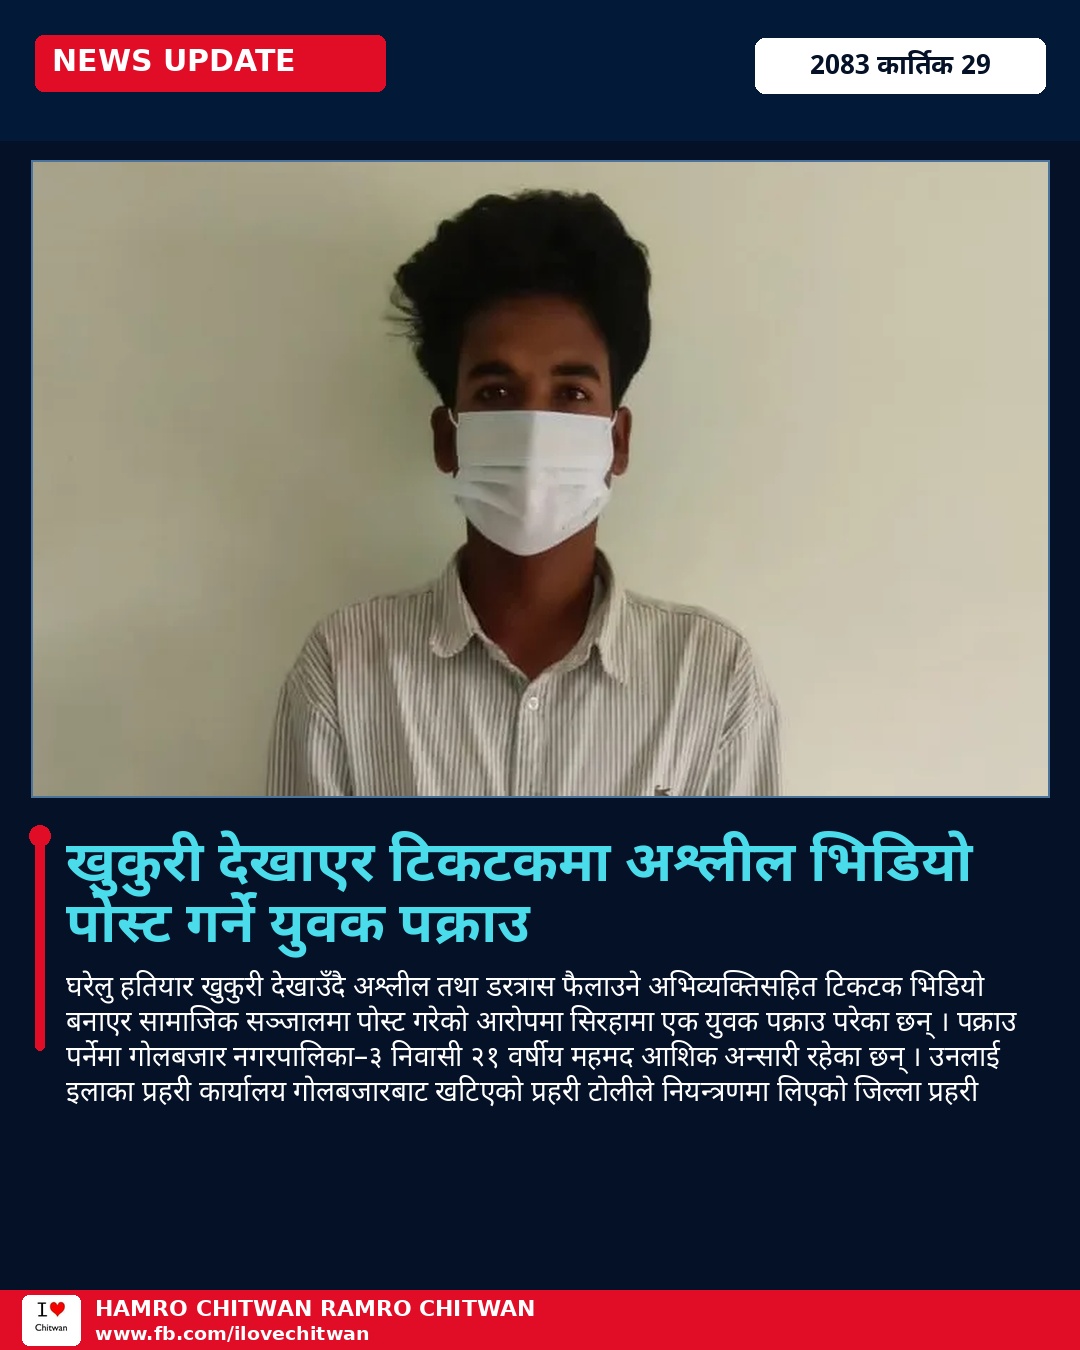 NEWS UPDATE
2083 कार्तिक 29
खुकुरी देखाएर टिकटकमा अश्लील भिडियो
पोस्ट गर्ने युवक पक्राउ
घरेलु हतियार खुकुरी देखाउँदै अश्लील तथा डरत्रास फैलाउने अभिव्यक्तिसहित टिकटक भिडियो
बनाएर सामाजिक सञ्जालमा पोस्ट गरेको आरोपमा सिरहामा एक युवक पक्राउ परेका छन् । पक्राउ
पर्नेमा गोलबजार नगरपालिका–३ निवासी २१ वर्षीय महमद आशिक अन्सारी रहेका छन् । उनलाई
इलाका प्रहरी कार्यालय गोलबजारबाट खटिएको प्रहरी टोलीले नियन्त्रणमा लिएको जिल्ला प्रहरी
I ♥
Chitwan
HAMRO CHITWAN RAMRO CHITWAN
www.fb.com/ilovechitwan